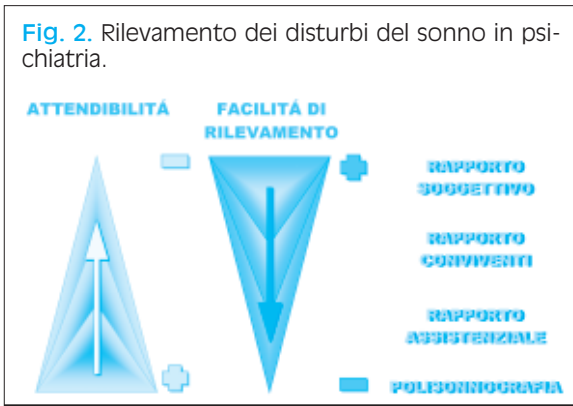 Fig. 2. Rilevamento dei disturbi del sonno in psi-
chiatria.
ATTENDIBILITÁ
FACILITÁ DI
RILEVAMENTO
RAPPORTO
SOGGETTIVO
RAPPORTO
CONVIVENTI
RAPPORTO
ASSISTENZIALE
POLISONNOGRAFIA